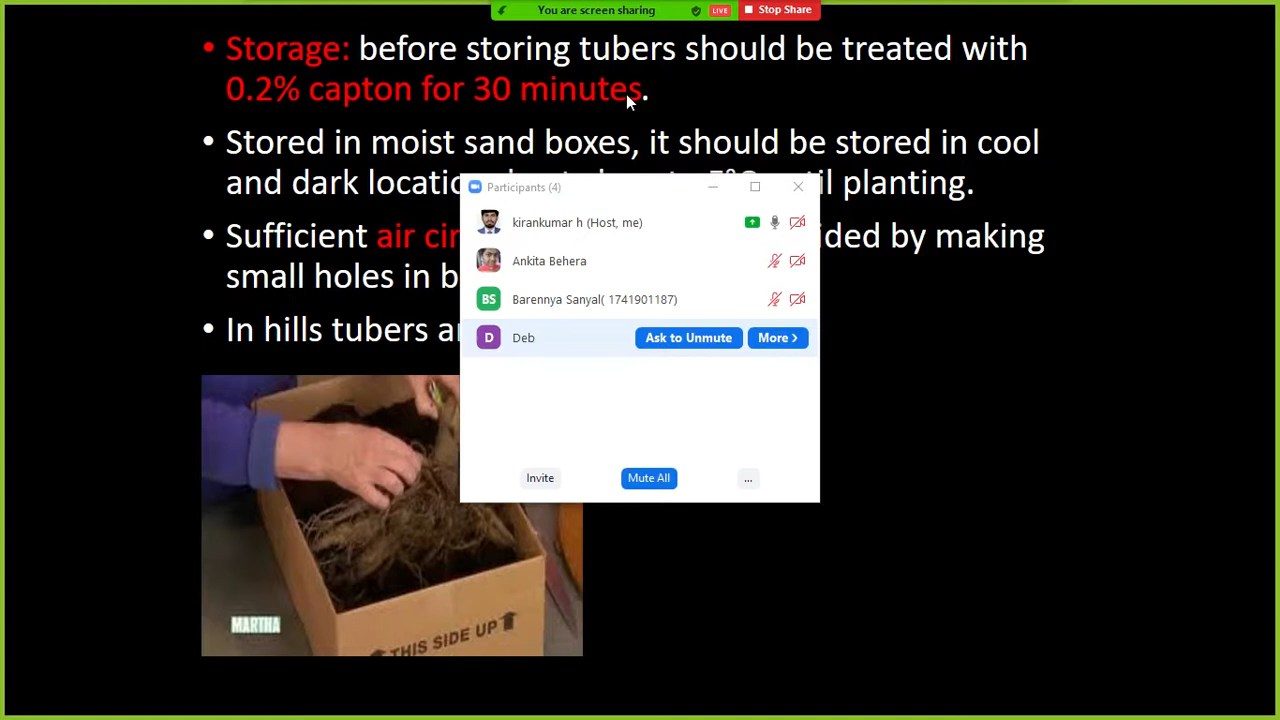 You are screen sharing
LIVE
Stop Share
• Storage: before storing tubers should be treated with
0.2% capton for 30 minutes.
• Stored in moist sand boxes, it should be stored in cool
and dark until planting.
• Sufficient air by making
small holes in
• In hills tubers
Participants (4)
kirankumar h (Host, me)
Ankita Behera
BS Barennya Sanyal( 1741901187)
D Deb Ask to Unmute More >
Invite Mute All ...
MARTHA
THIS SIDE UP